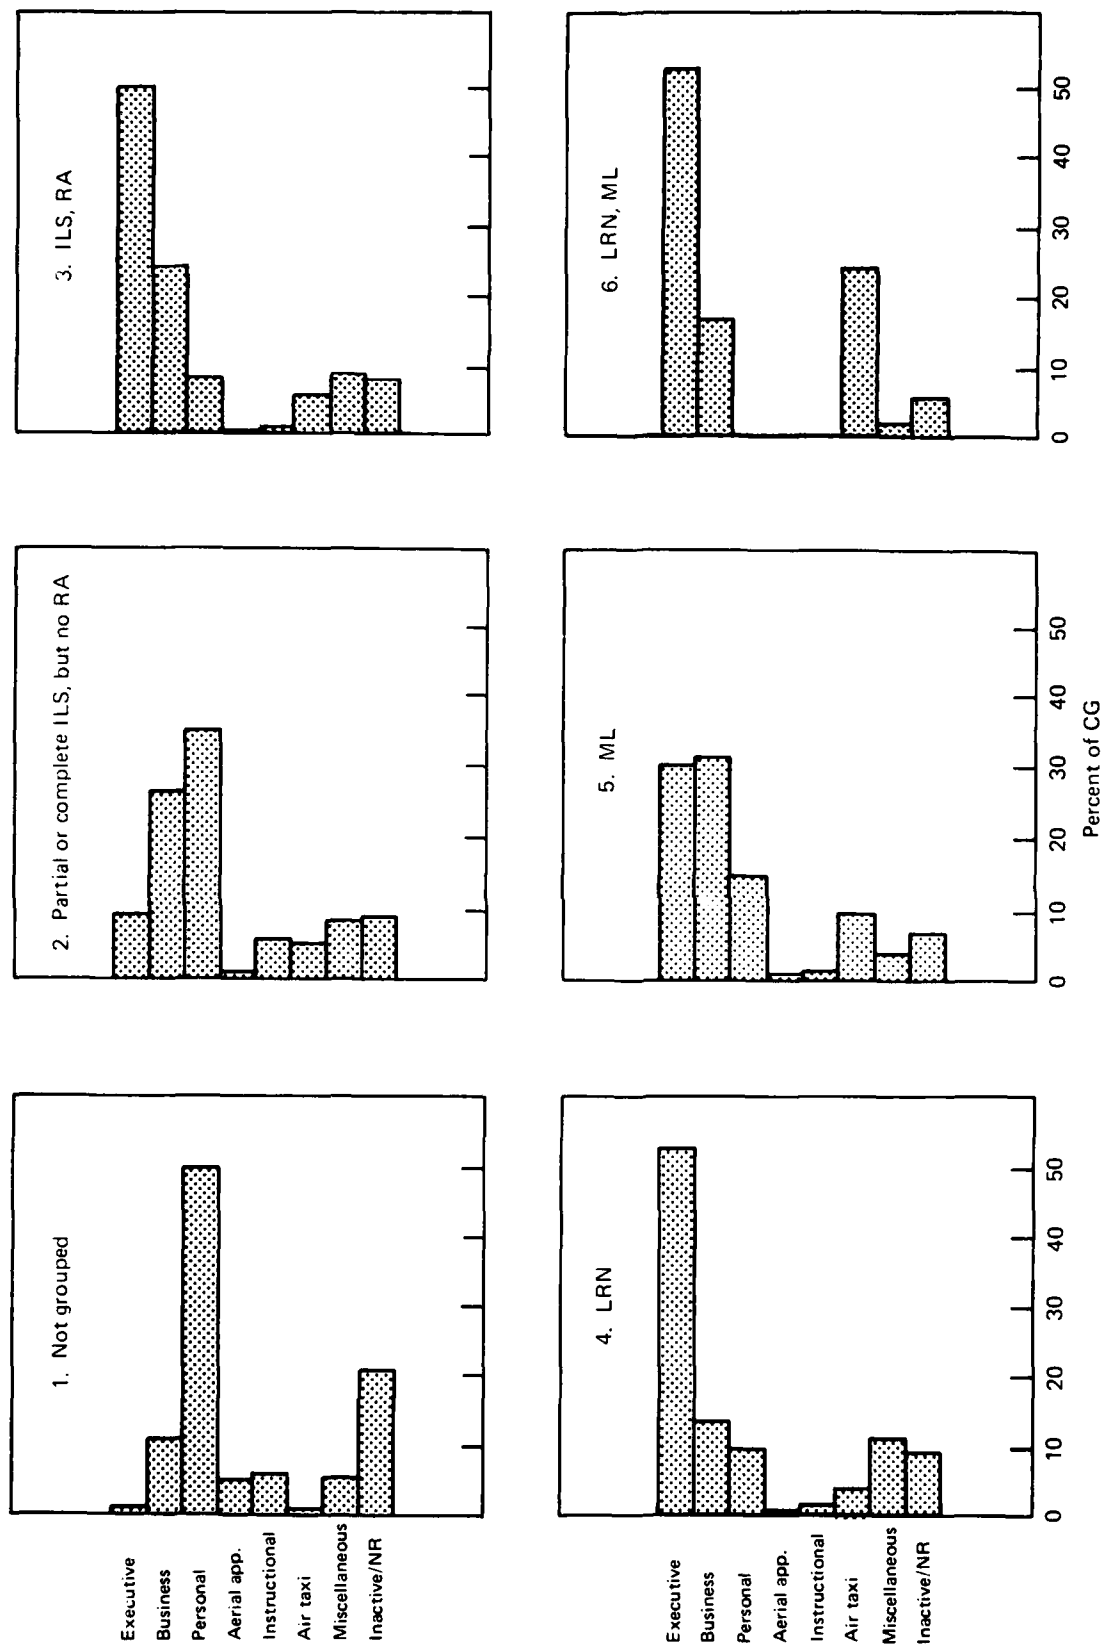 1. Not grouped
2. Partial or complete ILS, but no RA
3. ILS, RA
Executive
Business
Personal
Aerial app.
Instructional
Air taxi
Miscellaneous
Inactive/NR
4. LRN
5. ML
6. LRN, ML
Executive
Business
Personal
Aerial app.
Instructional
Air taxi
Miscellaneous
Inactive/NR
0 10 20 30 40 50
0 10 20 30 40 50
0 10 20 30 40 50
Percent of CG